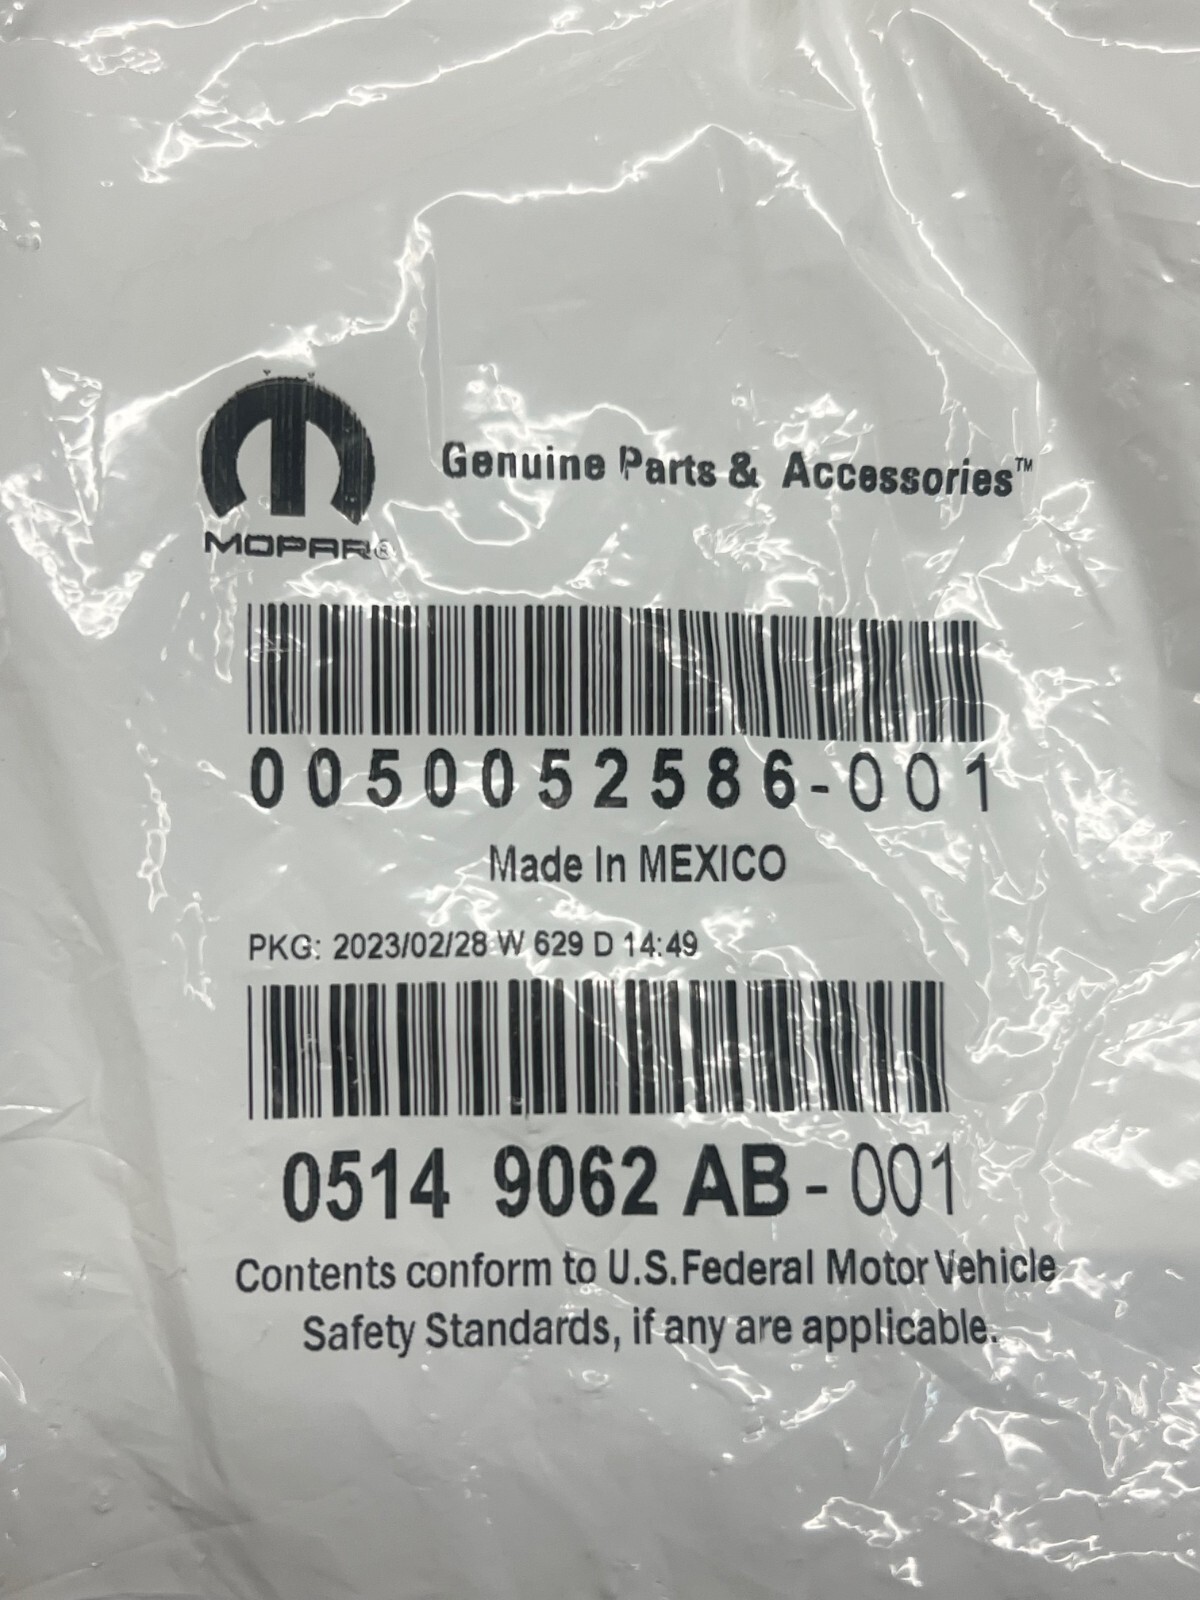 Genuine Parts & Accessories™
MOPAR®
0050052586-001
Made In MEXICO
PKG: 2023/02/28 W 629 D 14:49
0514 9062 AB-001
Contents conform to U.S.Federal Motor Vehicle
Safety Standards, if any are applicable.